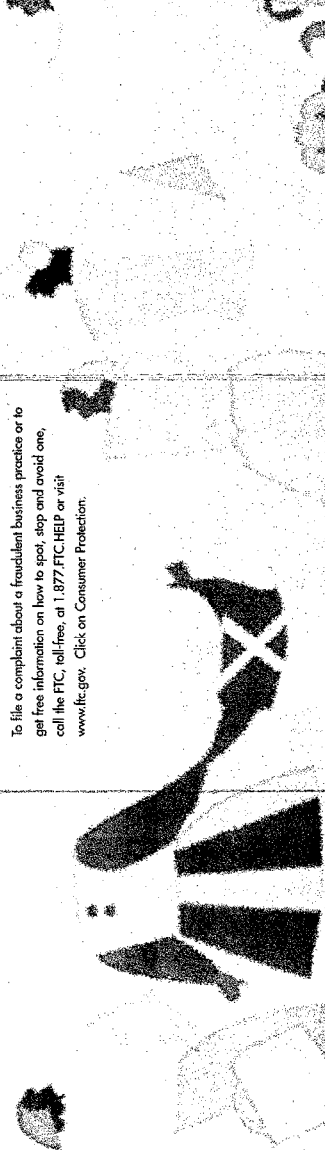 To file a complaint about a fraudulent business practice or to
get free information on how to spot, stop and avoid one,
call the FTC, toll-free, at 1.877.FTC.HELP or visit
www.ftc.gov. Click on Consumer Protection.